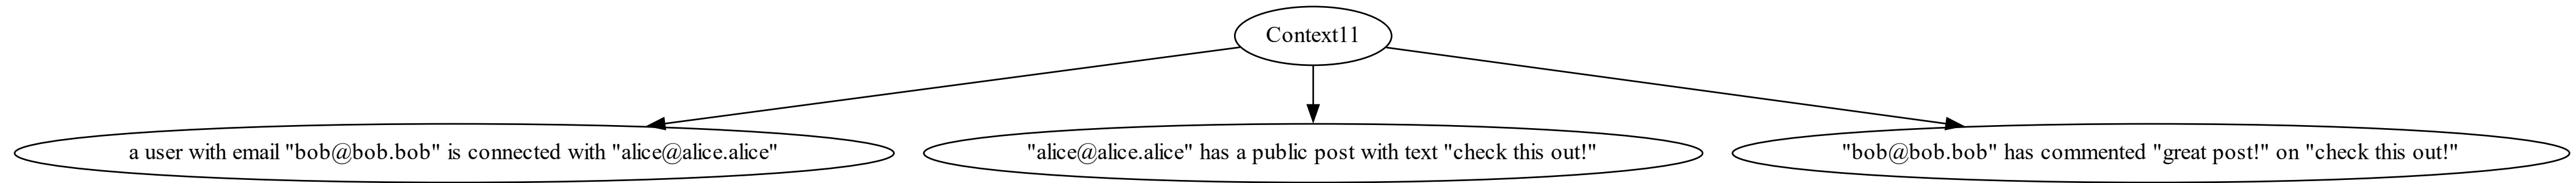 Context11
a user with email "bob@bob.bob" is connected with "alice@alice.alice"
"alice@alice.alice" has a public post with text "check this out!"
"bob@bob.bob" has commented "great post!" on "check this out!"